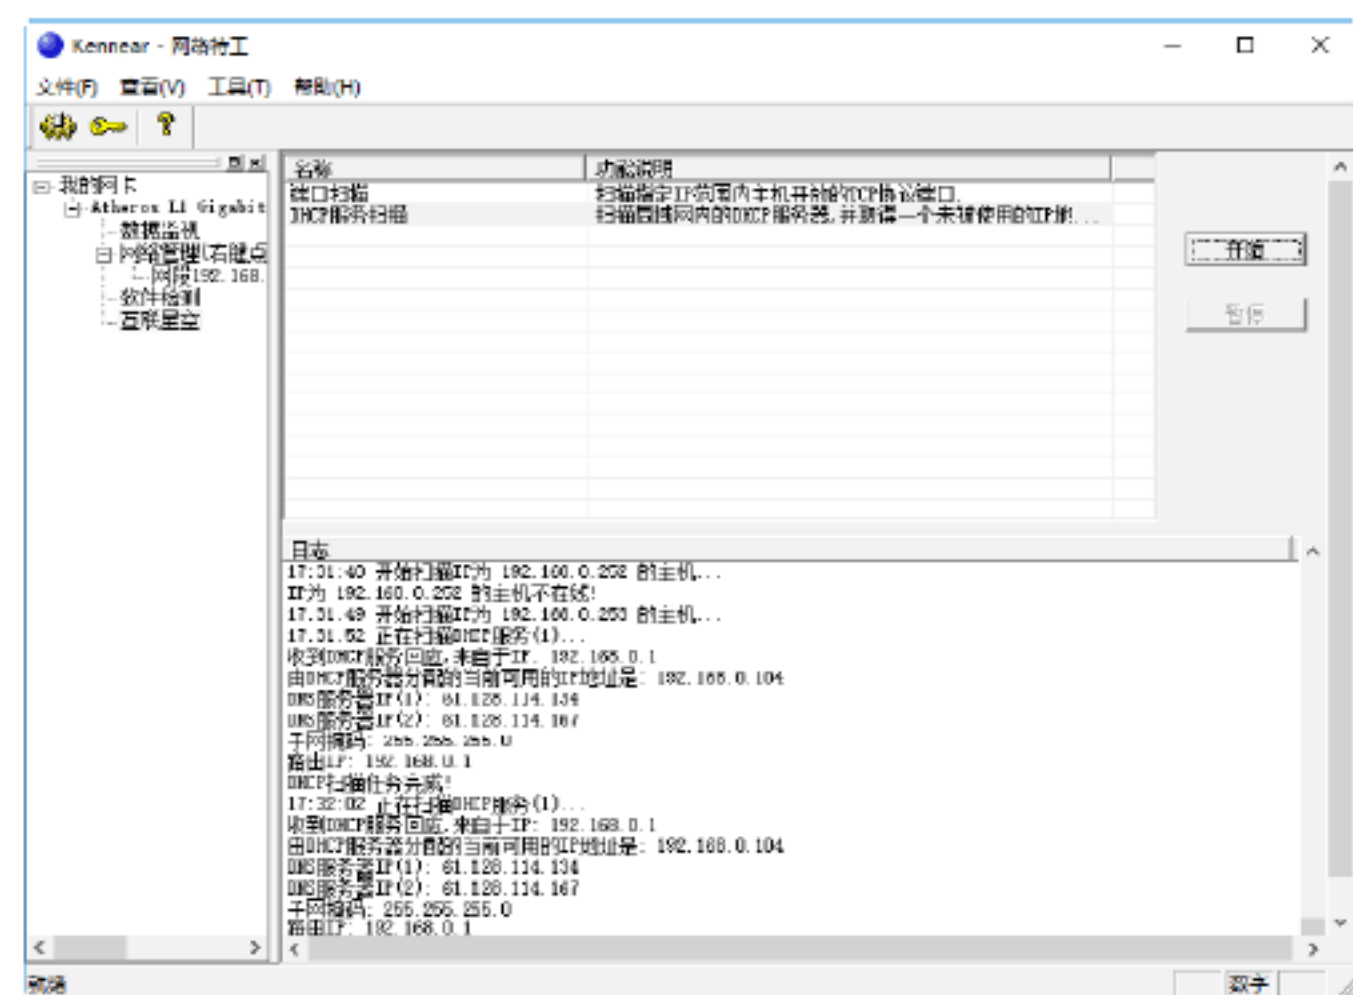 Kennear - 网络特工
文件(F) 查看(V) 工具(T) 帮助(H)
我的网卡
Atheros L1 Gigabit
数据监视
网络管理(右键点
网段192.168.
软件检测
互联星空
名称 功能说明
端口扫描 扫描指定IP范围内主机开放的TCP协议端口.
DHCP服务扫描 扫描局域网内的DHCP服务器,并取得一个未被使用的IP地...
开始
暂停
日志
17:31:40 开始扫描IP为 192.168.0.252 的主机...
IP为 192.168.0.252 的主机不在线!
17:31:49 开始扫描IP为 192.168.0.253 的主机...
17:31:52 正在扫描DHCP服务(1)...
收到DHCP服务回应,来自于IP: 192.168.0.1
由DHCP服务器分配的当前可用的IP地址是: 192.168.0.104
DNS服务器IP(1): 61.128.114.134
DNS服务器IP(2): 61.128.114.167
子网掩码: 255.255.255.0
路由IP: 192.168.0.1
DHCP扫描任务完成!
17:32:02 正在扫描DHCP服务(1)...
收到DHCP服务回应,来自于IP: 192.168.0.1
由DHCP服务器分配的当前可用的IP地址是: 192.168.0.104
DNS服务器IP(1): 61.128.114.134
DNS服务器IP(2): 61.128.114.167
子网掩码: 255.255.255.0
路由IP: 192.168.0.1
就绪
数字